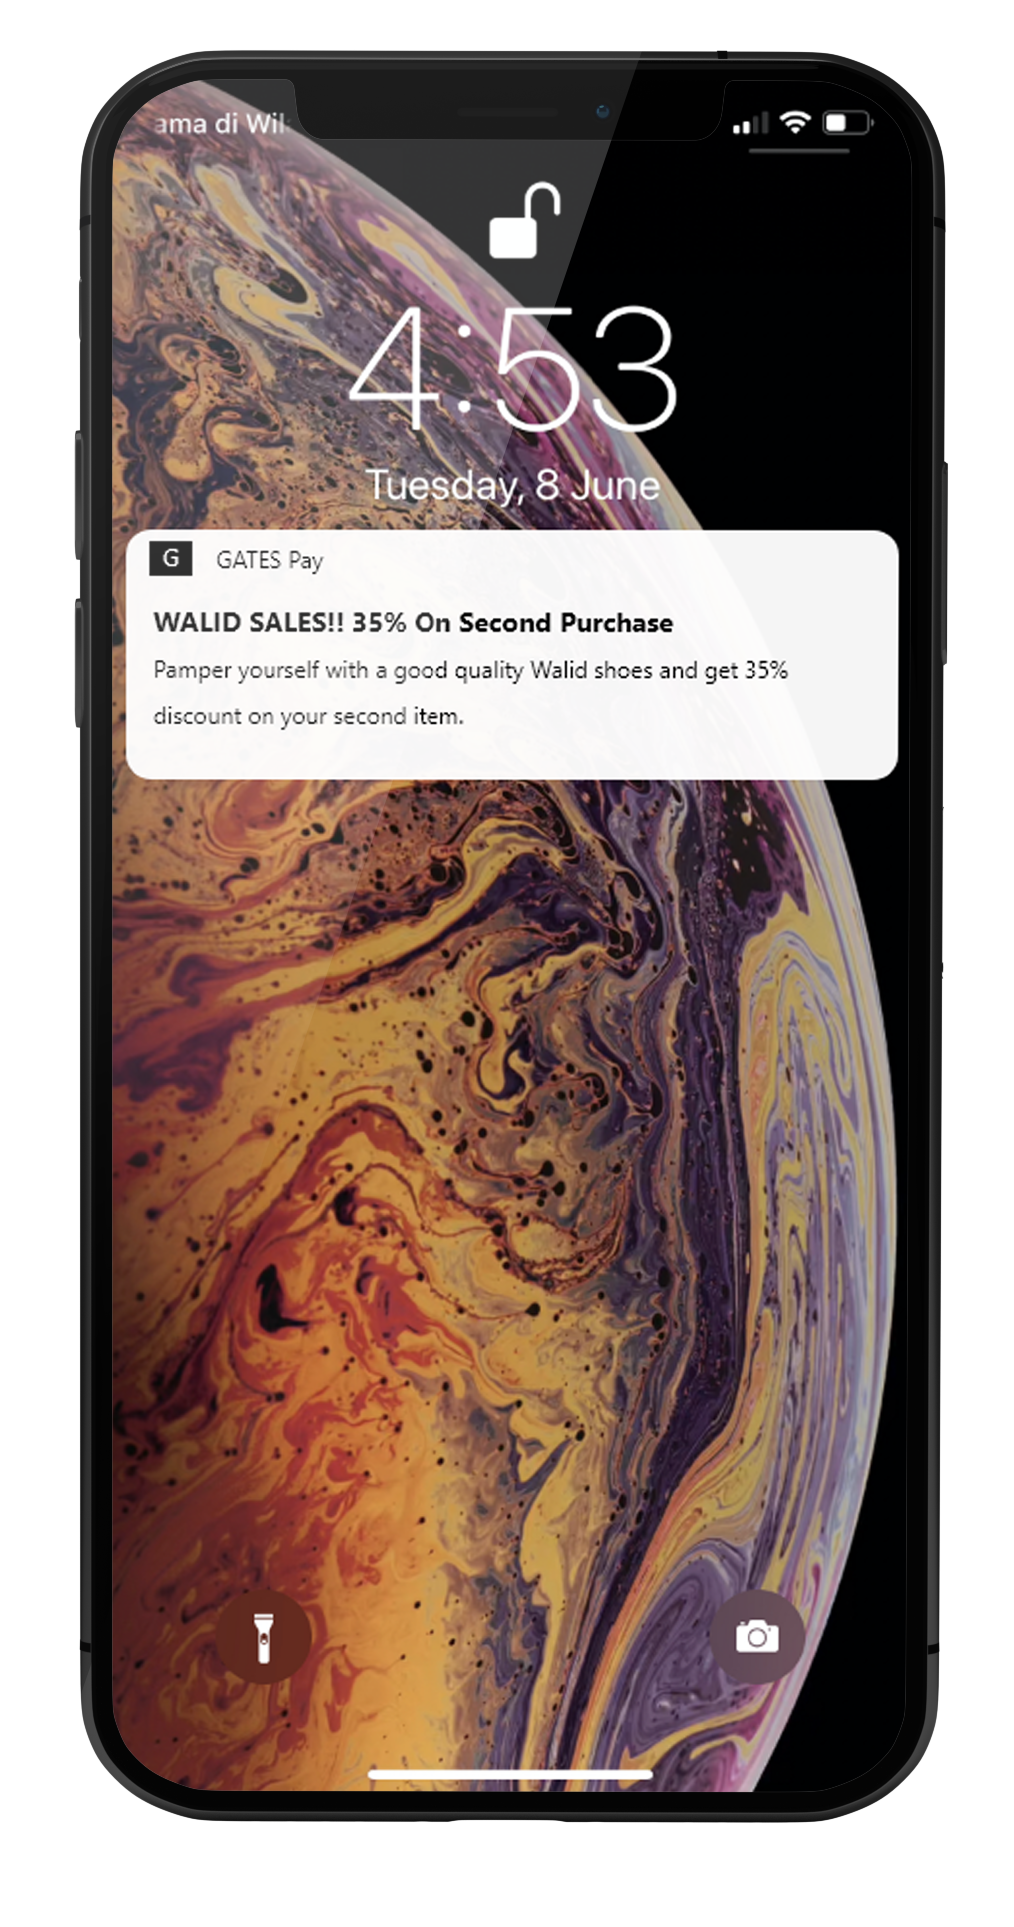 ama di Wil
4:53
Tuesday, 8 June
G GATES Pay
WALID SALES!! 35% On Second Purchase
Pamper yourself with a good quality Walid shoes and get 35%
discount on your second item.